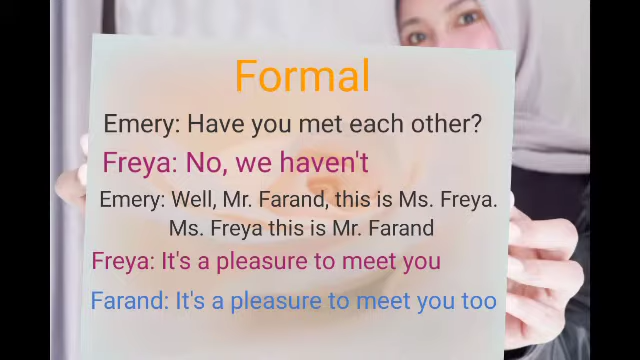 Formal
Emery: Have you met each other?
Freya: No, we haven't
Emery: Well, Mr. Farand, this is Ms. Freya.
Ms. Freya this is Mr. Farand
Freya: It's a pleasure to meet you
Farand: It's a pleasure to meet you too